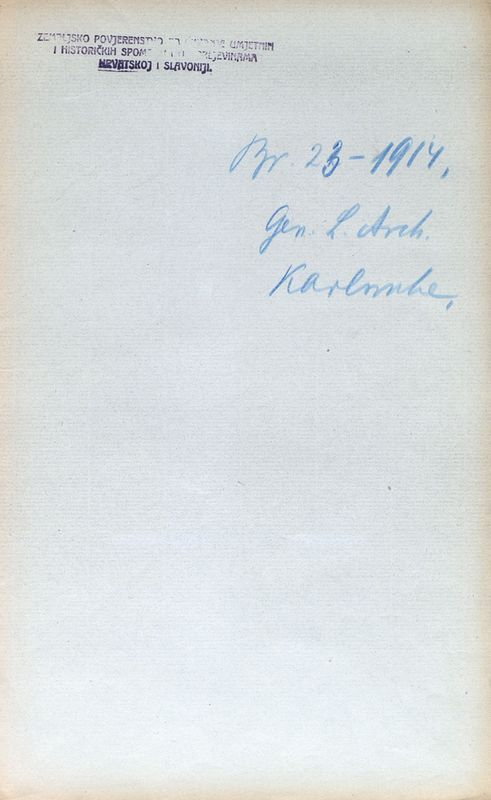 ZEMALJSKO POVJERENSTVO UMJETNIH
I HISTORIČKIH
HRVATSKOJ I SLAVONIJI.
Br. 23-1914.
Gen. L. Arch.
Karlsruhe.